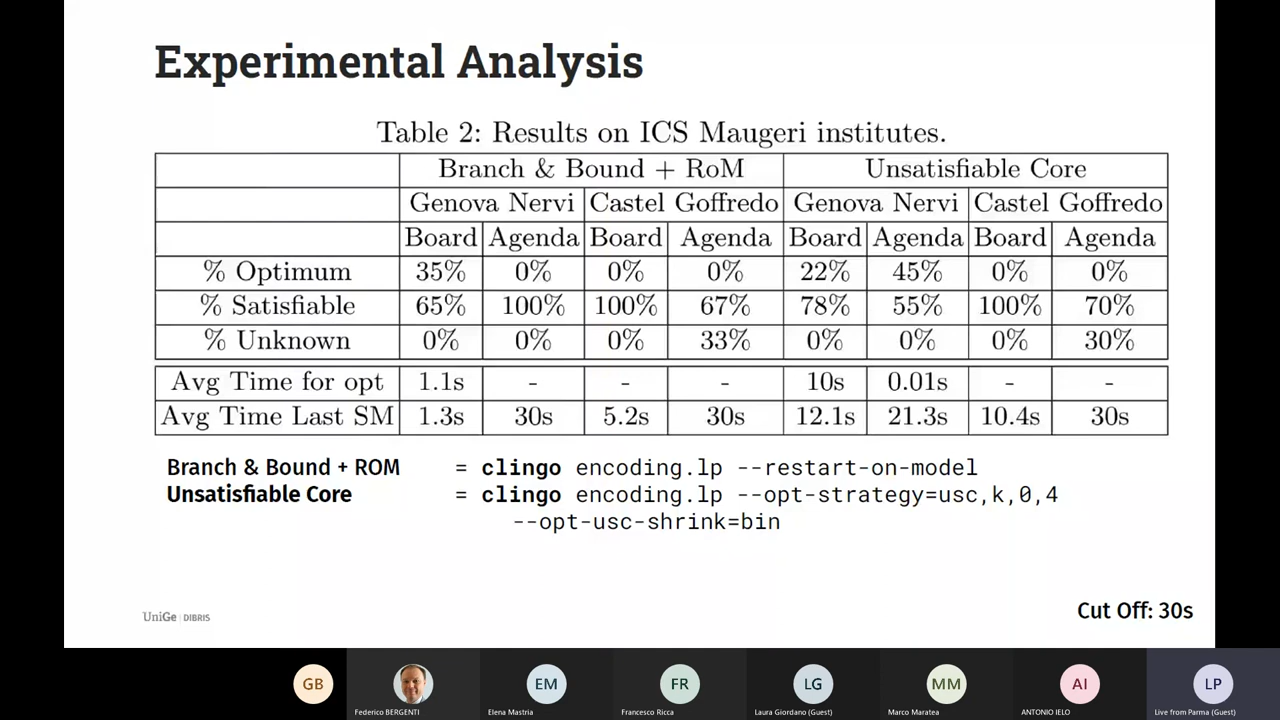 Experimental Analysis
Table 2: Results on ICS Maugeri institutes.
Branch & Bound + RoM Unsatisfiable Core
Genova Nervi Castel Goffredo Genova Nervi Castel Goffredo
Board Agenda Board Agenda Board Agenda Board Agenda
% Optimum 35% 0% 0% 0% 22% 45% 0% 0%
% Satisfiable 65% 100% 100% 67% 78% 55% 100% 70%
% Unknown 0% 0% 0% 33% 0% 0% 0% 30%
Avg Time for opt 1.1s - - - 10s 0.01s - -
Avg Time Last SM 1.3s 30s 5.2s 30s 12.1s 21.3s 10.4s 30s
Branch & Bound + ROM = clingo encoding.lp --restart-on-model
Unsatisfiable Core = clingo encoding.lp --opt-strategy=usc,k,0,4
--opt-usc-shrink=bin
Cut Off: 30s
UniGe | DIBRIS
GB EM FR LG MM AI LP
Federico BERGENTI Elena Mastria Francesco Ricca Laura Giordano (Guest) Marco Maratea ANTONIO IELO Live from Parma (Guest)